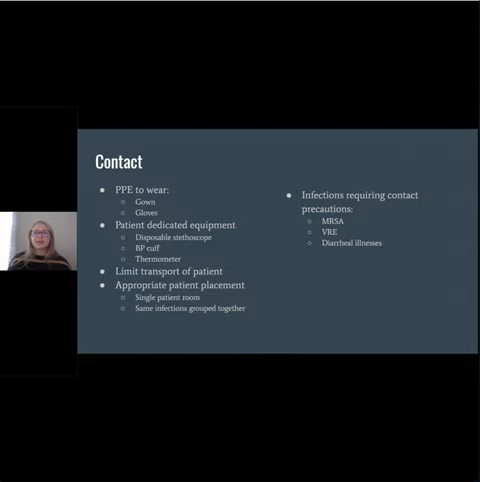 Contact
PPE to wear:
Gown
Gloves
Patient dedicated equipment
Disposable stethoscope
BP cuff
Thermometer
Limit transport of patient
Appropriate patient placement
Single patient room
Same infections grouped together
Infections requiring contact
precautions:
MRSA
VRE
Diarrheal illnesses